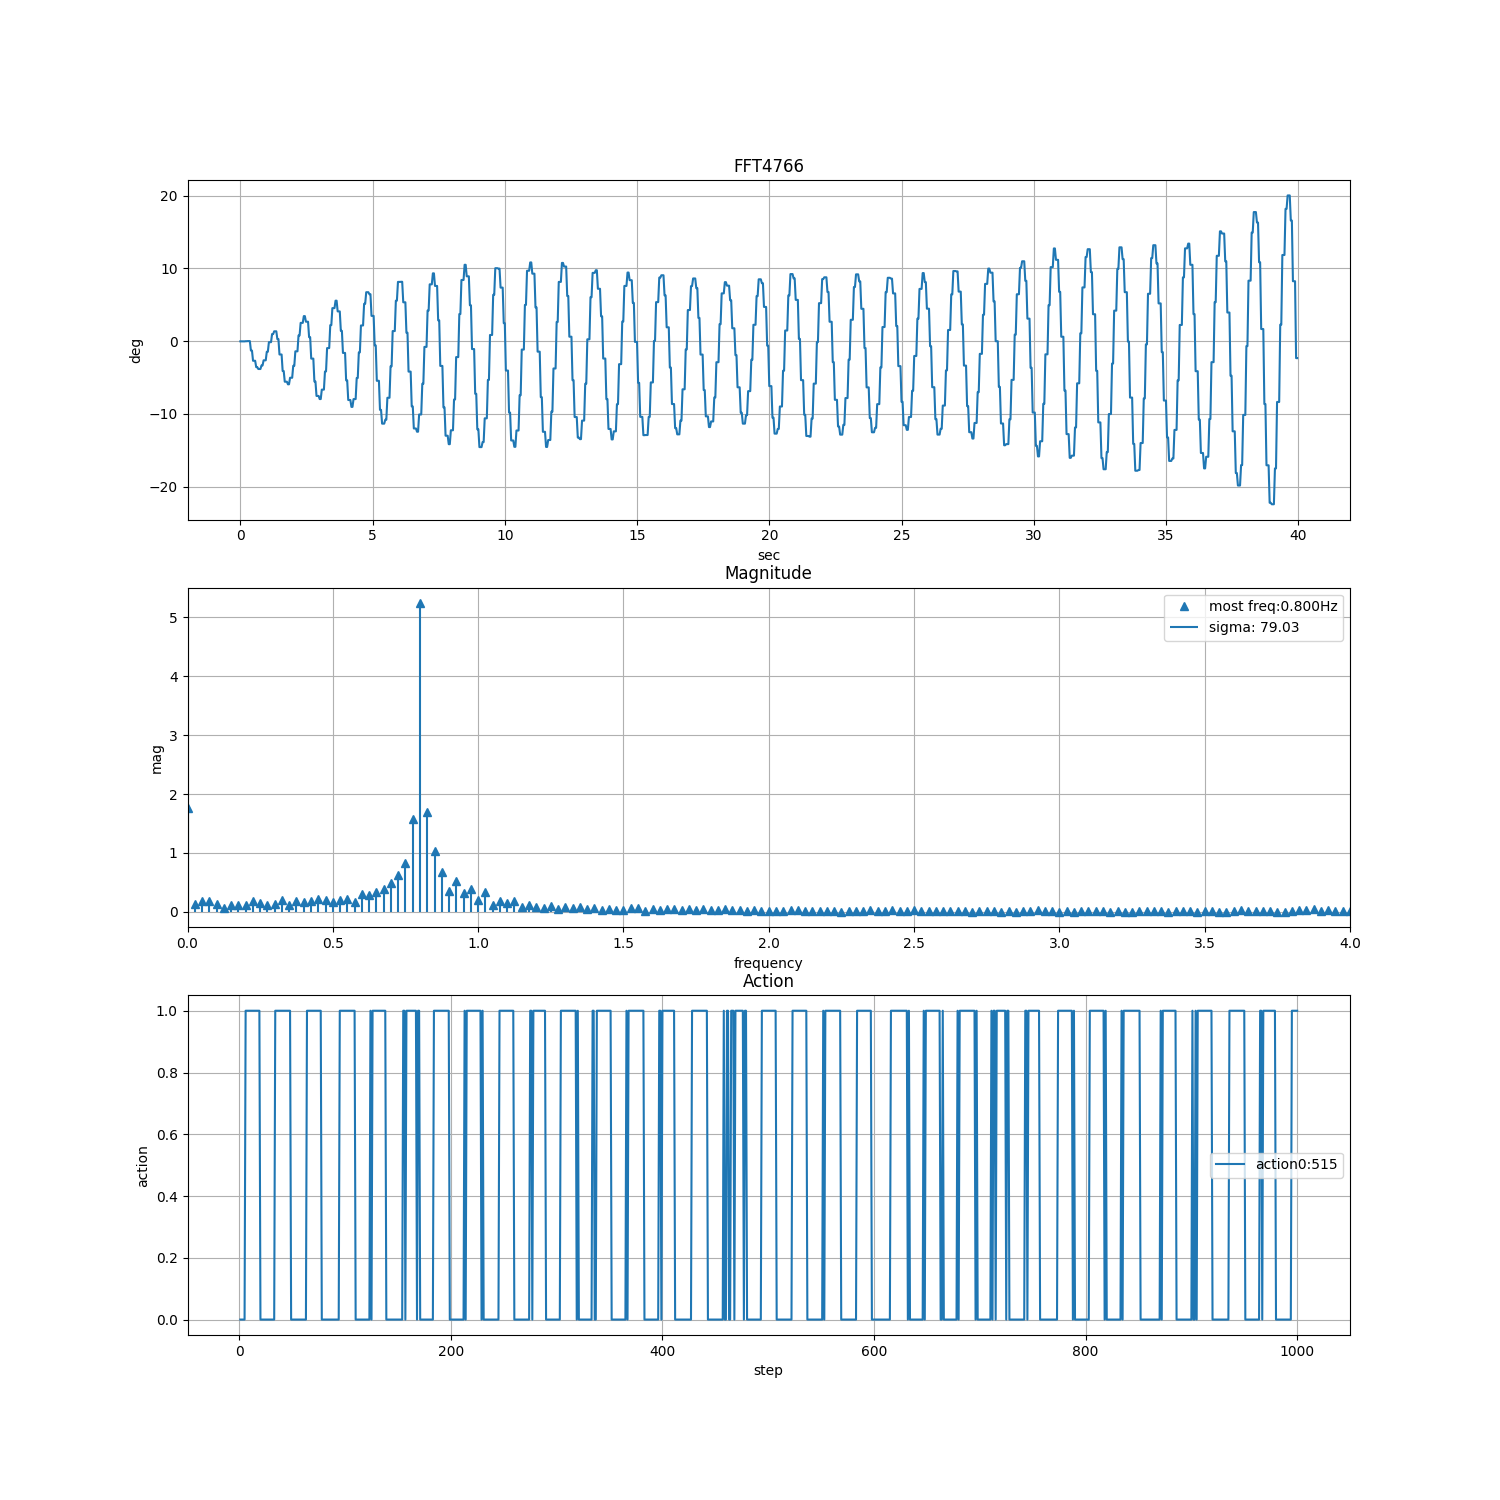 FFT4766
20
10
0
−10
−20
deg
0 5 10 15 20 25 30 35 40
sec
Magnitude
most freq:0.800Hz
sigma: 79.03
5
4
3
2
1
0
mag
0.0 0.5 1.0 1.5 2.0 2.5 3.0 3.5 4.0
frequency
Action
1.0
0.8
0.6
0.4
0.2
0.0
action
action0:515
0 200 400 600 800 1000
step